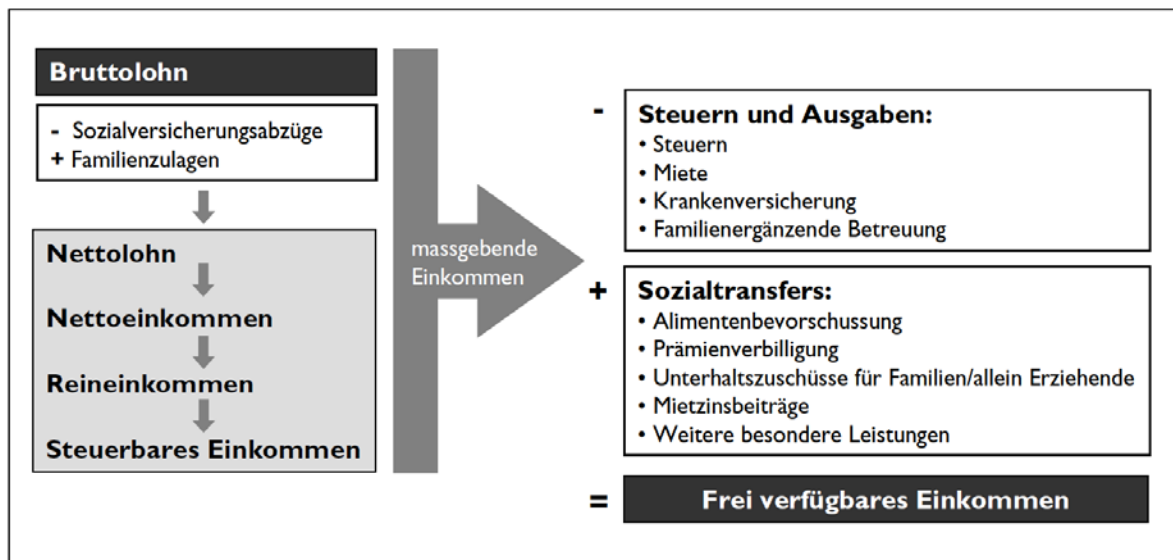 Bruttolohn
- Sozialversicherungsabzüge
+ Familienzulagen
Nettolohn
Nettoeinkommen
Reineinkommen
Steuerbares Einkommen
massgebende
Einkommen
- Steuern und Ausgaben:
• Steuern
• Miete
• Krankenversicherung
• Familienergänzende Betreuung
+ Sozialtransfers:
• Alimentenbevorschussung
• Prämienverbilligung
• Unterhaltszuschüsse für Familien/allein Erziehende
• Mietzinsbeiträge
• Weitere besondere Leistungen
= Frei verfügbares Einkommen